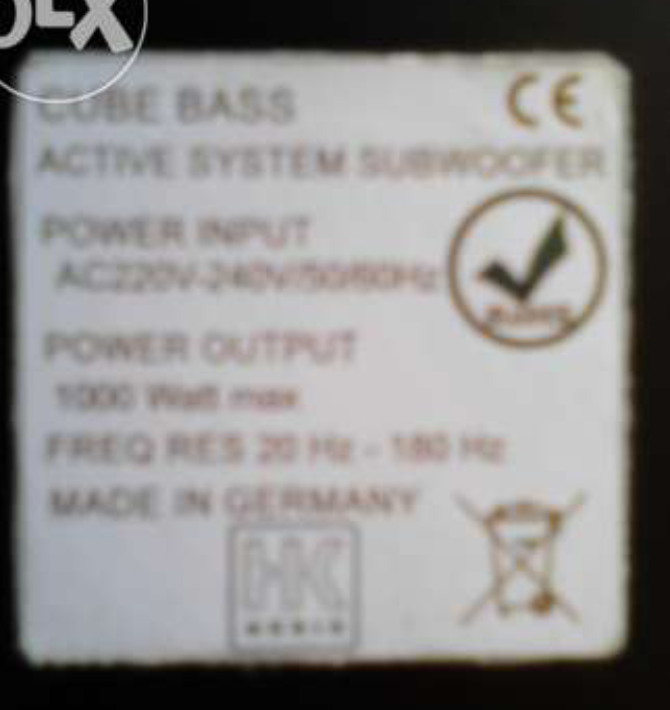 OLX
CUBE BASS
CE
ACTIVE SYSTEM SUBWOOFER
POWER INPUT
AC220V-240V/50/60Hz
POWER OUTPUT
1000 Watt max
FREQ RES 20 Hz - 180 Hz
MADE IN GERMANY
HK
AUDIO